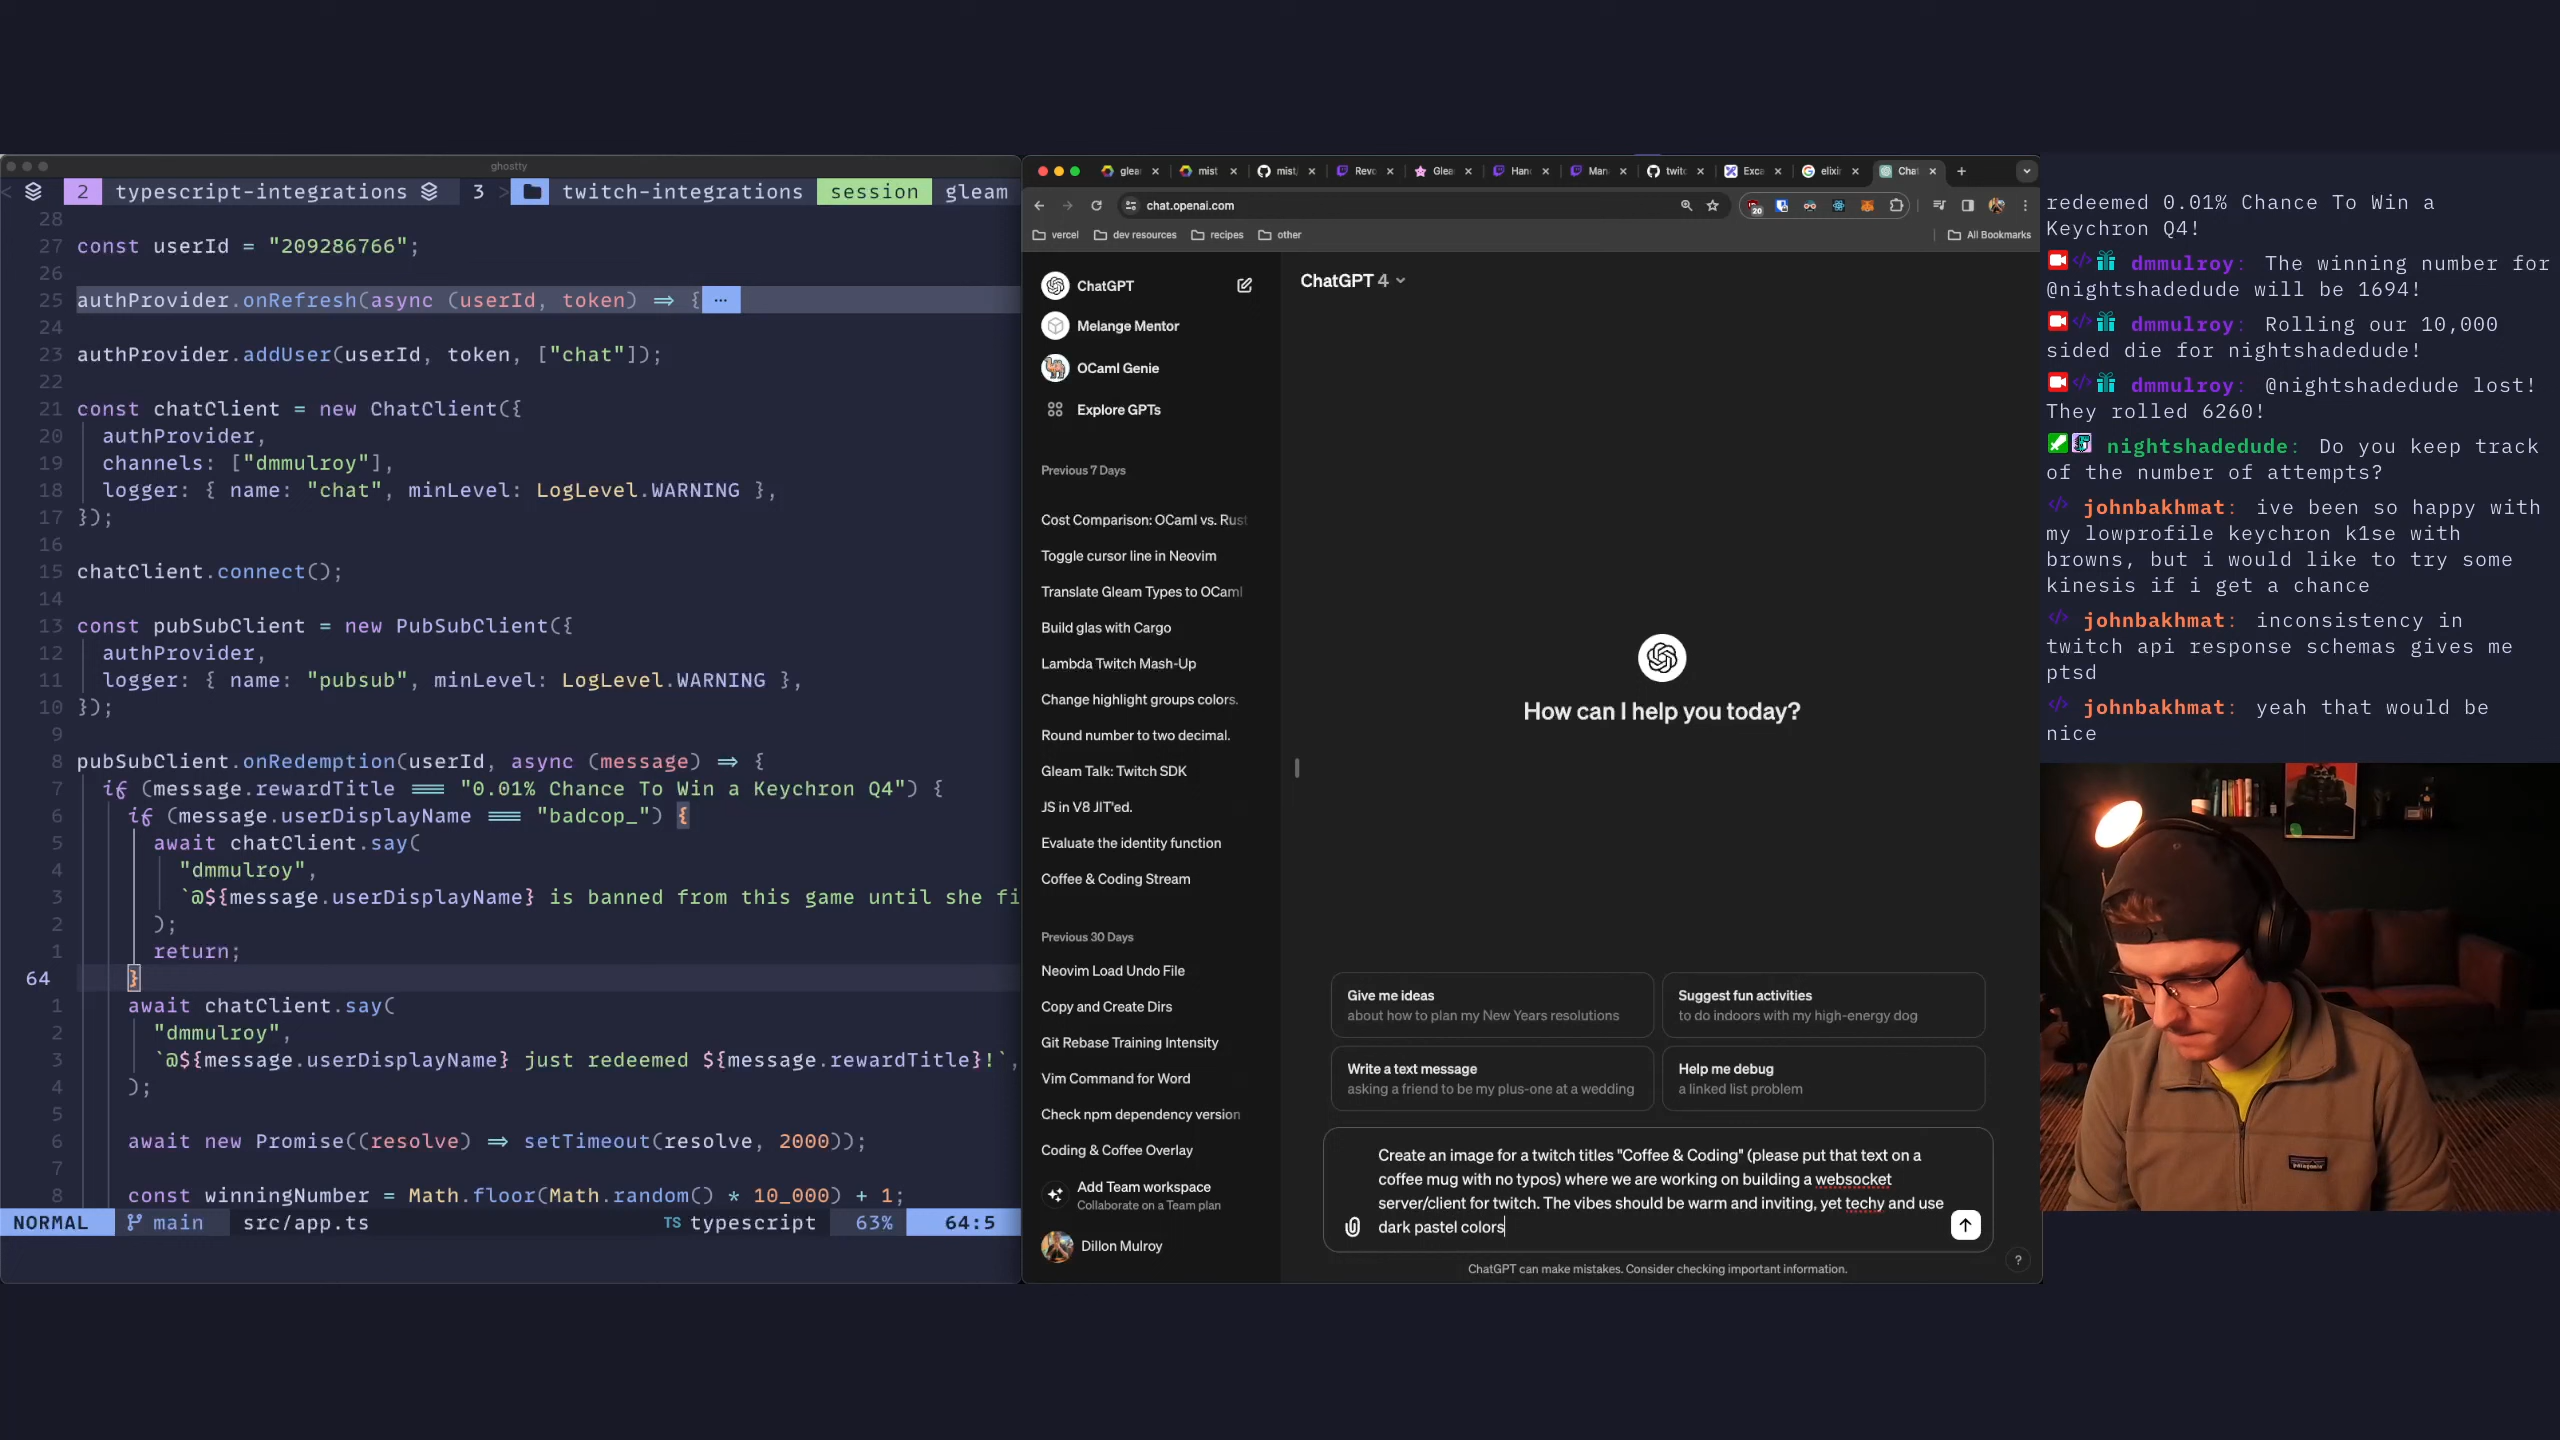 ghostty
2 typescript-integrations 3 > twitch-integrations session gleam
28
27 const userId = "209286766";
26
25 authProvider.onRefresh(async (userId, token) => { ...
24
23 authProvider.addUser(userId, token, ["chat"]);
22
21 const chatClient = new ChatClient({
20 authProvider,
19 channels: ["dmmulroy"],
18 logger: { name: "chat", minLevel: LogLevel.WARNING },
17 });
16
15 chatClient.connect();
14
13 const pubSubClient = new PubSubClient({
12 authProvider,
11 logger: { name: "pubsub", minLevel: LogLevel.WARNING },
10 });
9
8 pubSubClient.onRedemption(userId, async (message) => {
7 if (message.rewardTitle === "0.01% Chance To Win a Keychron Q4") {
6 if (message.userDisplayName === "badcop_") {
5 await chatClient.say(
4 "dmmulroy",
3 `@${message.userDisplayName} is banned from this game until she fi
2 );
1 return;
64 }
1 await chatClient.say(
2 "dmmulroy",
3 `@${message.userDisplayName} just redeemed ${message.rewardTitle}!`,
4 );
5
6 await new Promise((resolve) => setTimeout(resolve, 2000));
7
8 const winningNumber = Math.floor(Math.random() * 10_000) + 1;
NORMAL main src/app.ts TS typescript 63% 64:5
glea mist mist/ Revo Glea Han Man twitc Exca elixir Chat
chat.openai.com
20
vercel dev resources recipes other All Bookmarks
ChatGPT
Melange Mentor
OCaml Genie
Explore GPTs
Previous 7 Days
Cost Comparison: OCaml vs. Rust
Toggle cursor line in Neovim
Translate Gleam Types to OCaml
Build glas with Cargo
Lambda Twitch Mash-Up
Change highlight groups colors.
Round number to two decimal.
Gleam Talk: Twitch SDK
JS in V8 JIT'ed.
Evaluate the identity function
Coffee & Coding Stream
Previous 30 Days
Neovim Load Undo File
Copy and Create Dirs
Git Rebase Training Intensity
Vim Command for Word
Check npm dependency version
Coding & Coffee Overlay
Add Team workspace
Collaborate on a Team plan
Dillon Mulroy
ChatGPT 4
How can I help you today?
Give me ideas
about how to plan my New Years resolutions
Suggest fun activities
to do indoors with my high-energy dog
Write a text message
asking a friend to be my plus-one at a wedding
Help me debug
a linked list problem
Create an image for a twitch titles "Coffee & Coding" (please put that text on a
coffee mug with no typos) where we are working on building a websocket
server/client for twitch. The vibes should be warm and inviting, yet techy and use
dark pastel colors
ChatGPT can make mistakes. Consider checking important information.
?
redeemed 0.01% Chance To Win a
Keychron Q4!
dmmulroy: The winning number for
@nightshadedude will be 1694!
dmmulroy: Rolling our 10,000
sided die for nightshadedude!
dmmulroy: @nightshadedude lost!
They rolled 6260!
nightshadedude: Do you keep track
of the number of attempts?
johnbakhmat: ive been so happy with
my lowprofile keychron k1se with
browns, but i would like to try some
kinesis if i get a chance
johnbakhmat: inconsistency in
twitch api response schemas gives me
ptsd
johnbakhmat: yeah that would be
nice
patagonia